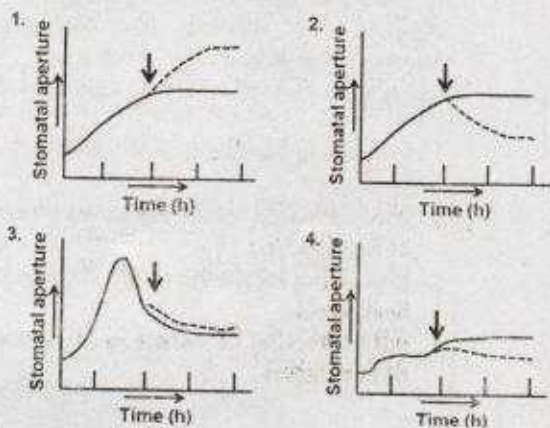 1.
Stomatal aperture
Time (h)
2.
Stomatal aperture
Time (h)
3.
Stomatal aperture
Time (h)
4.
Stomatal aperture
Time (h)